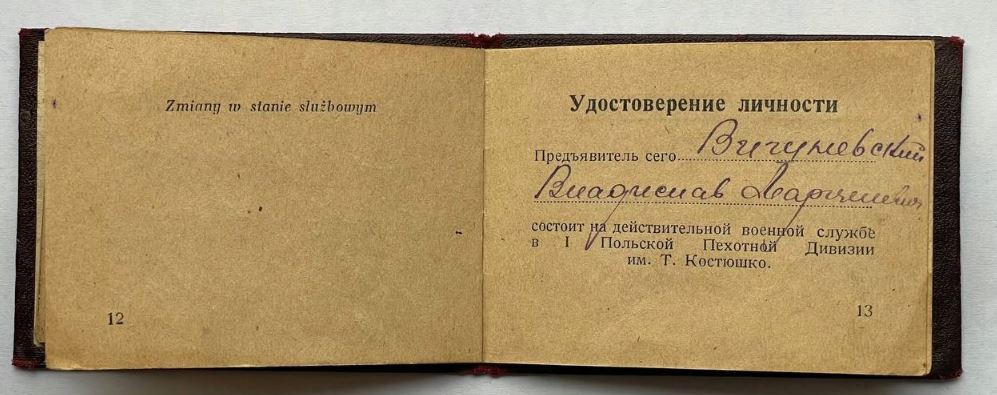 Zmiany w stanie służbowym
12
Удостоверение личности
Предъявитель сего
Владислав
состоит на действительной военной службе
в I Польской Пехотной Дивизии
им. Т. Костюшко.
13